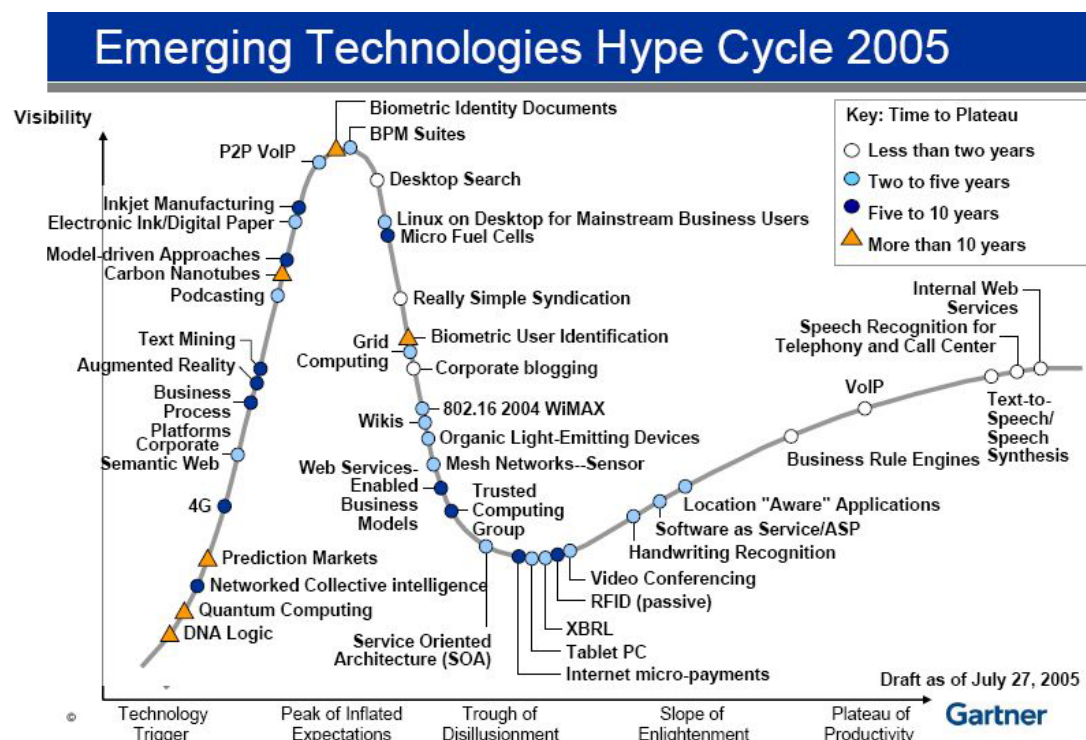 Emerging Technologies Hype Cycle 2005
Visibility
Key: Time to Plateau
Less than two years
Two to five years
Five to 10 years
More than 10 years
Biometric Identity Documents
BPM Suites
P2P VoIP
Desktop Search
Inkjet Manufacturing
Electronic Ink/Digital Paper
Linux on Desktop for Mainstream Business Users
Micro Fuel Cells
Model-driven Approaches
Carbon Nanotubes
Podcasting
Really Simple Syndication
Text Mining
Augmented Reality
Business
Process
Platforms
Corporate
Semantic Web
Biometric User Identification
Grid
Computing
Corporate blogging
802.16 2004 WiMAX
Wikis
Organic Light-Emitting Devices
Mesh Networks--Sensor
Web Services-
Enabled
Business
Models
Trusted
Computing
Group
4G
Prediction Markets
Networked Collective intelligence
Quantum Computing
DNA Logic
Service Oriented
Architecture (SOA)
Video Conferencing
RFID (passive)
XBRL
Tablet PC
Internet micro-payments
Location "Aware" Applications
Software as Service/ASP
Handwriting Recognition
Business Rule Engines
VoIP
Internal Web
Services
Speech Recognition for
Telephony and Call Center
Text-to-
Speech/
Speech
Synthesis
Draft as of July 27, 2005
©
Technology
Trigger
Peak of Inflated
Expectations
Trough of
Disillusionment
Slope of
Enlightenment
Plateau of
Productivity
Gartner